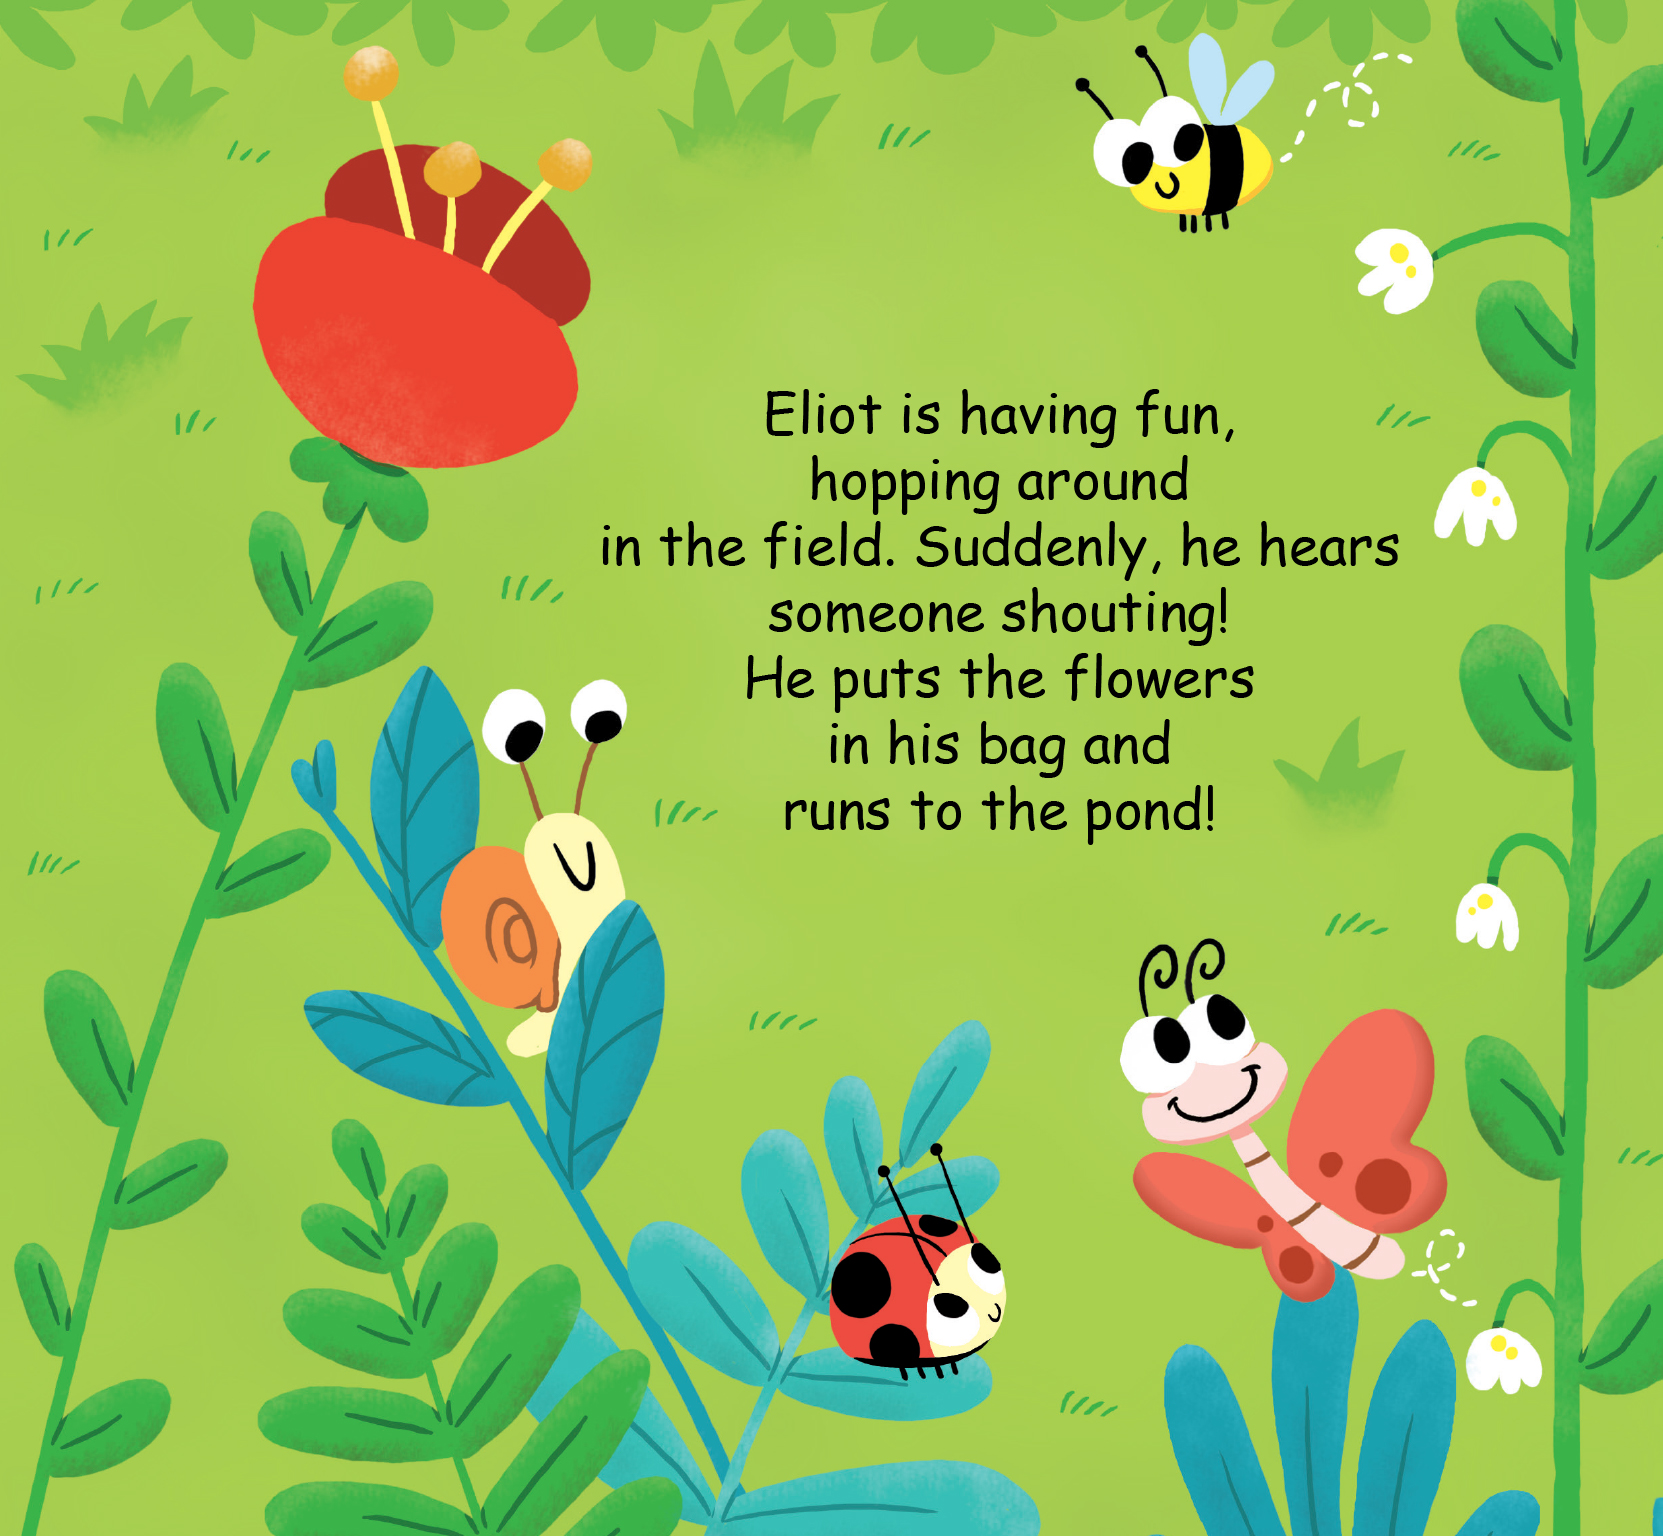 Eliot is having fun,
hopping around
in the field. Suddenly, he hears
someone shouting!
He puts the flowers
in his bag and
runs to the pond!